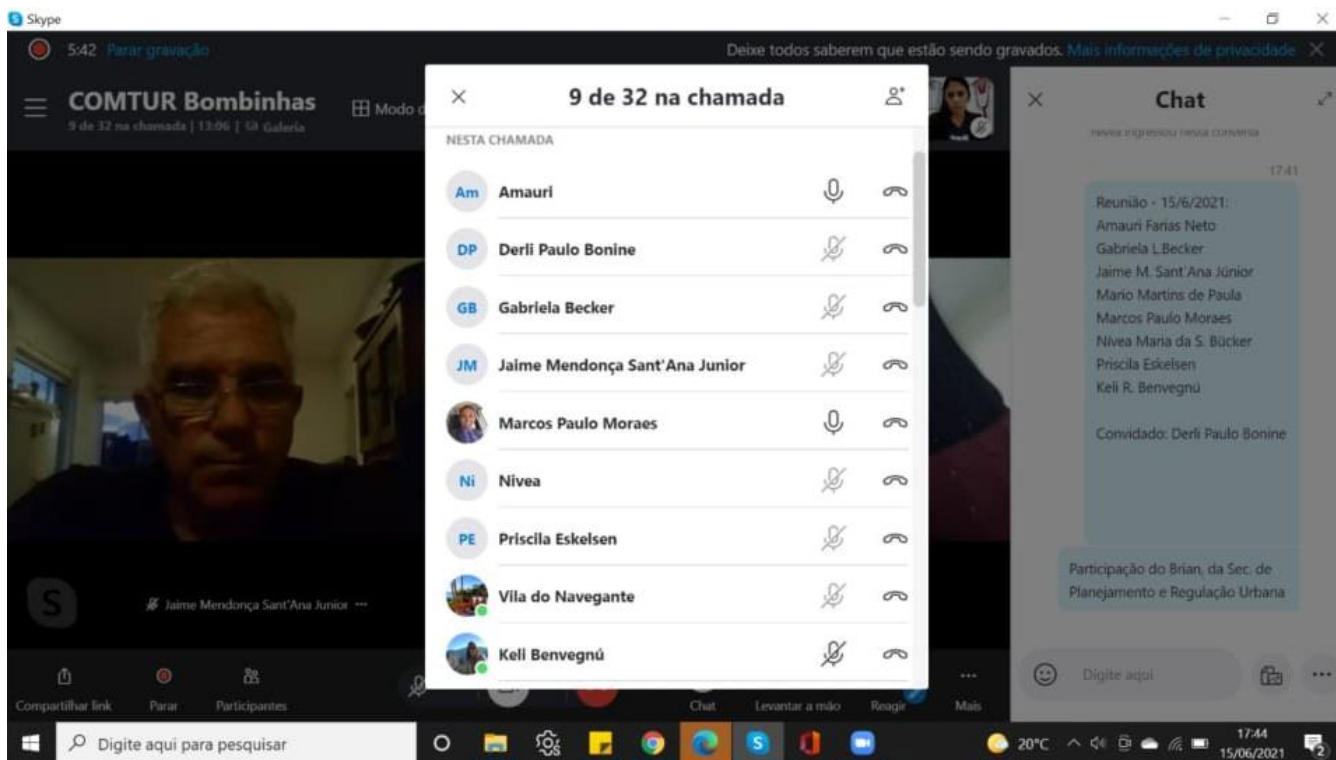 Skype
5:42 Parar gravação
Deixe todos saberem que estão sendo gravados. Mais informações de privacidade
COMTUR Bombinhas
9 de 32 na chamada | 13:06 | Galeria
Modo d
9 de 32 na chamada
NESTA CHAMADA
Am Amauri
DP Derli Paulo Bonine
GB Gabriela Becker
JM Jaime Mendonça Sant'Ana Junior
Marcos Paulo Moraes
Ni Nivea
PE Priscila Eskelsen
Vila do Navegante
Keli Benvegnú
Jaime Mendonça Sant'Ana Junior
Chat
nivea ingressou nesta conversa
17:41
Reunião - 15/6/2021:
Amauri Farias Neto
Gabriela L.Becker
Jaime M. Sant'Ana Júnior
Mario Martins de Paula
Marcos Paulo Moraes
Nívea Maria da S. Bücker
Priscila Eskelsen
Keli R. Benvegnú
Convidado: Derli Paulo Bonine
Participação do Brian, da Sec. de
Planejamento e Regulação Urbana
Digite aqui
Compartilhar link
Parar
Participantes
Chat
Levantar a mão
Reagir
Mais
Digite aqui para pesquisar
20°C
17:44
15/06/2021
2